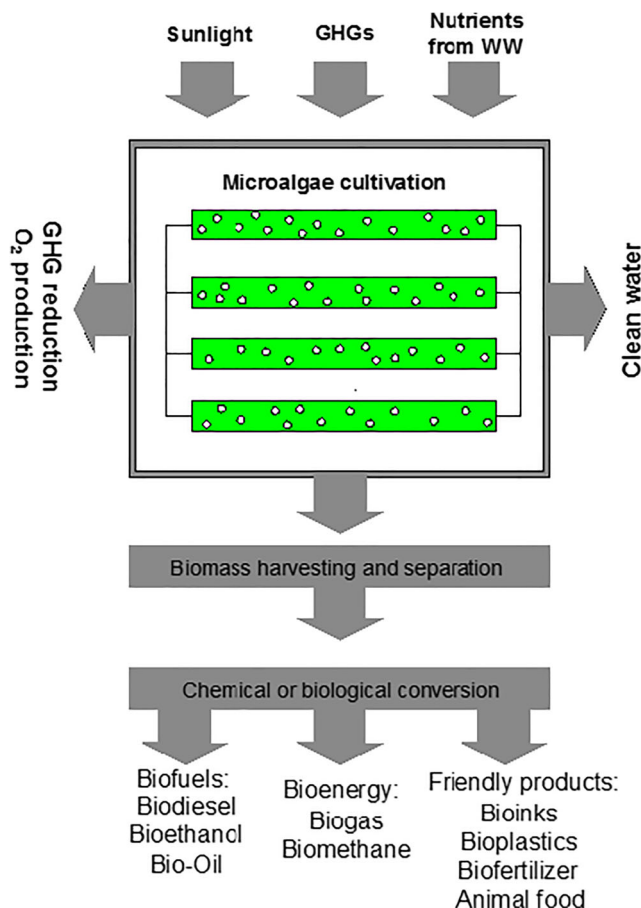 Sunlight
GHGs
Nutrients
from WW
Microalgae cultivation
GHG reduction
O₂ production
Clean water
Biomass harvesting and separation
Chemical or biological conversion
Biofuels:
Biodiesel
Bioethanol
Bio-Oil
Bioenergy:
Biogas
Biomethane
Friendly products:
Bioinks
Bioplastics
Biofertilizer
Animal food